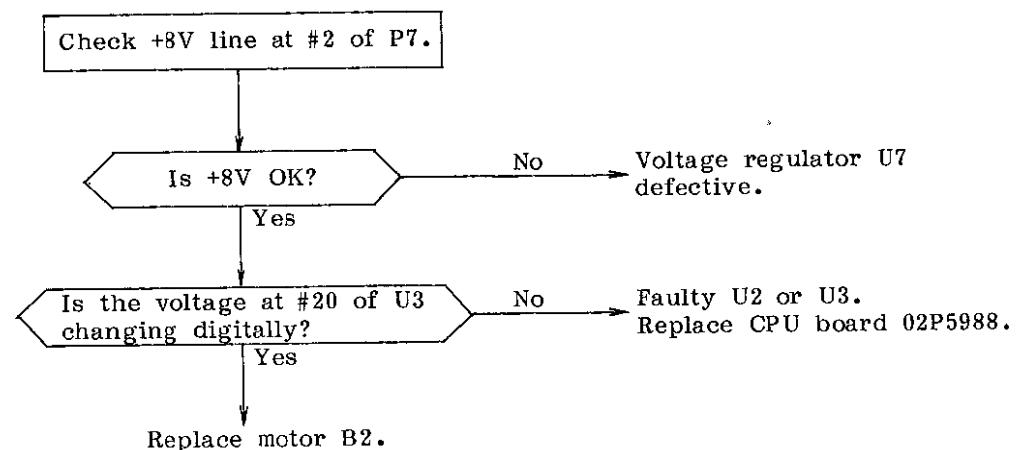 Check +8V line at #2 of P7.
Is +8V OK?
No
Voltage regulator U7
defective.
Yes
Is the voltage at #20 of U3
changing digitally?
No
Faulty U2 or U3.
Replace CPU board 02P5988.
Yes
Replace motor B2.